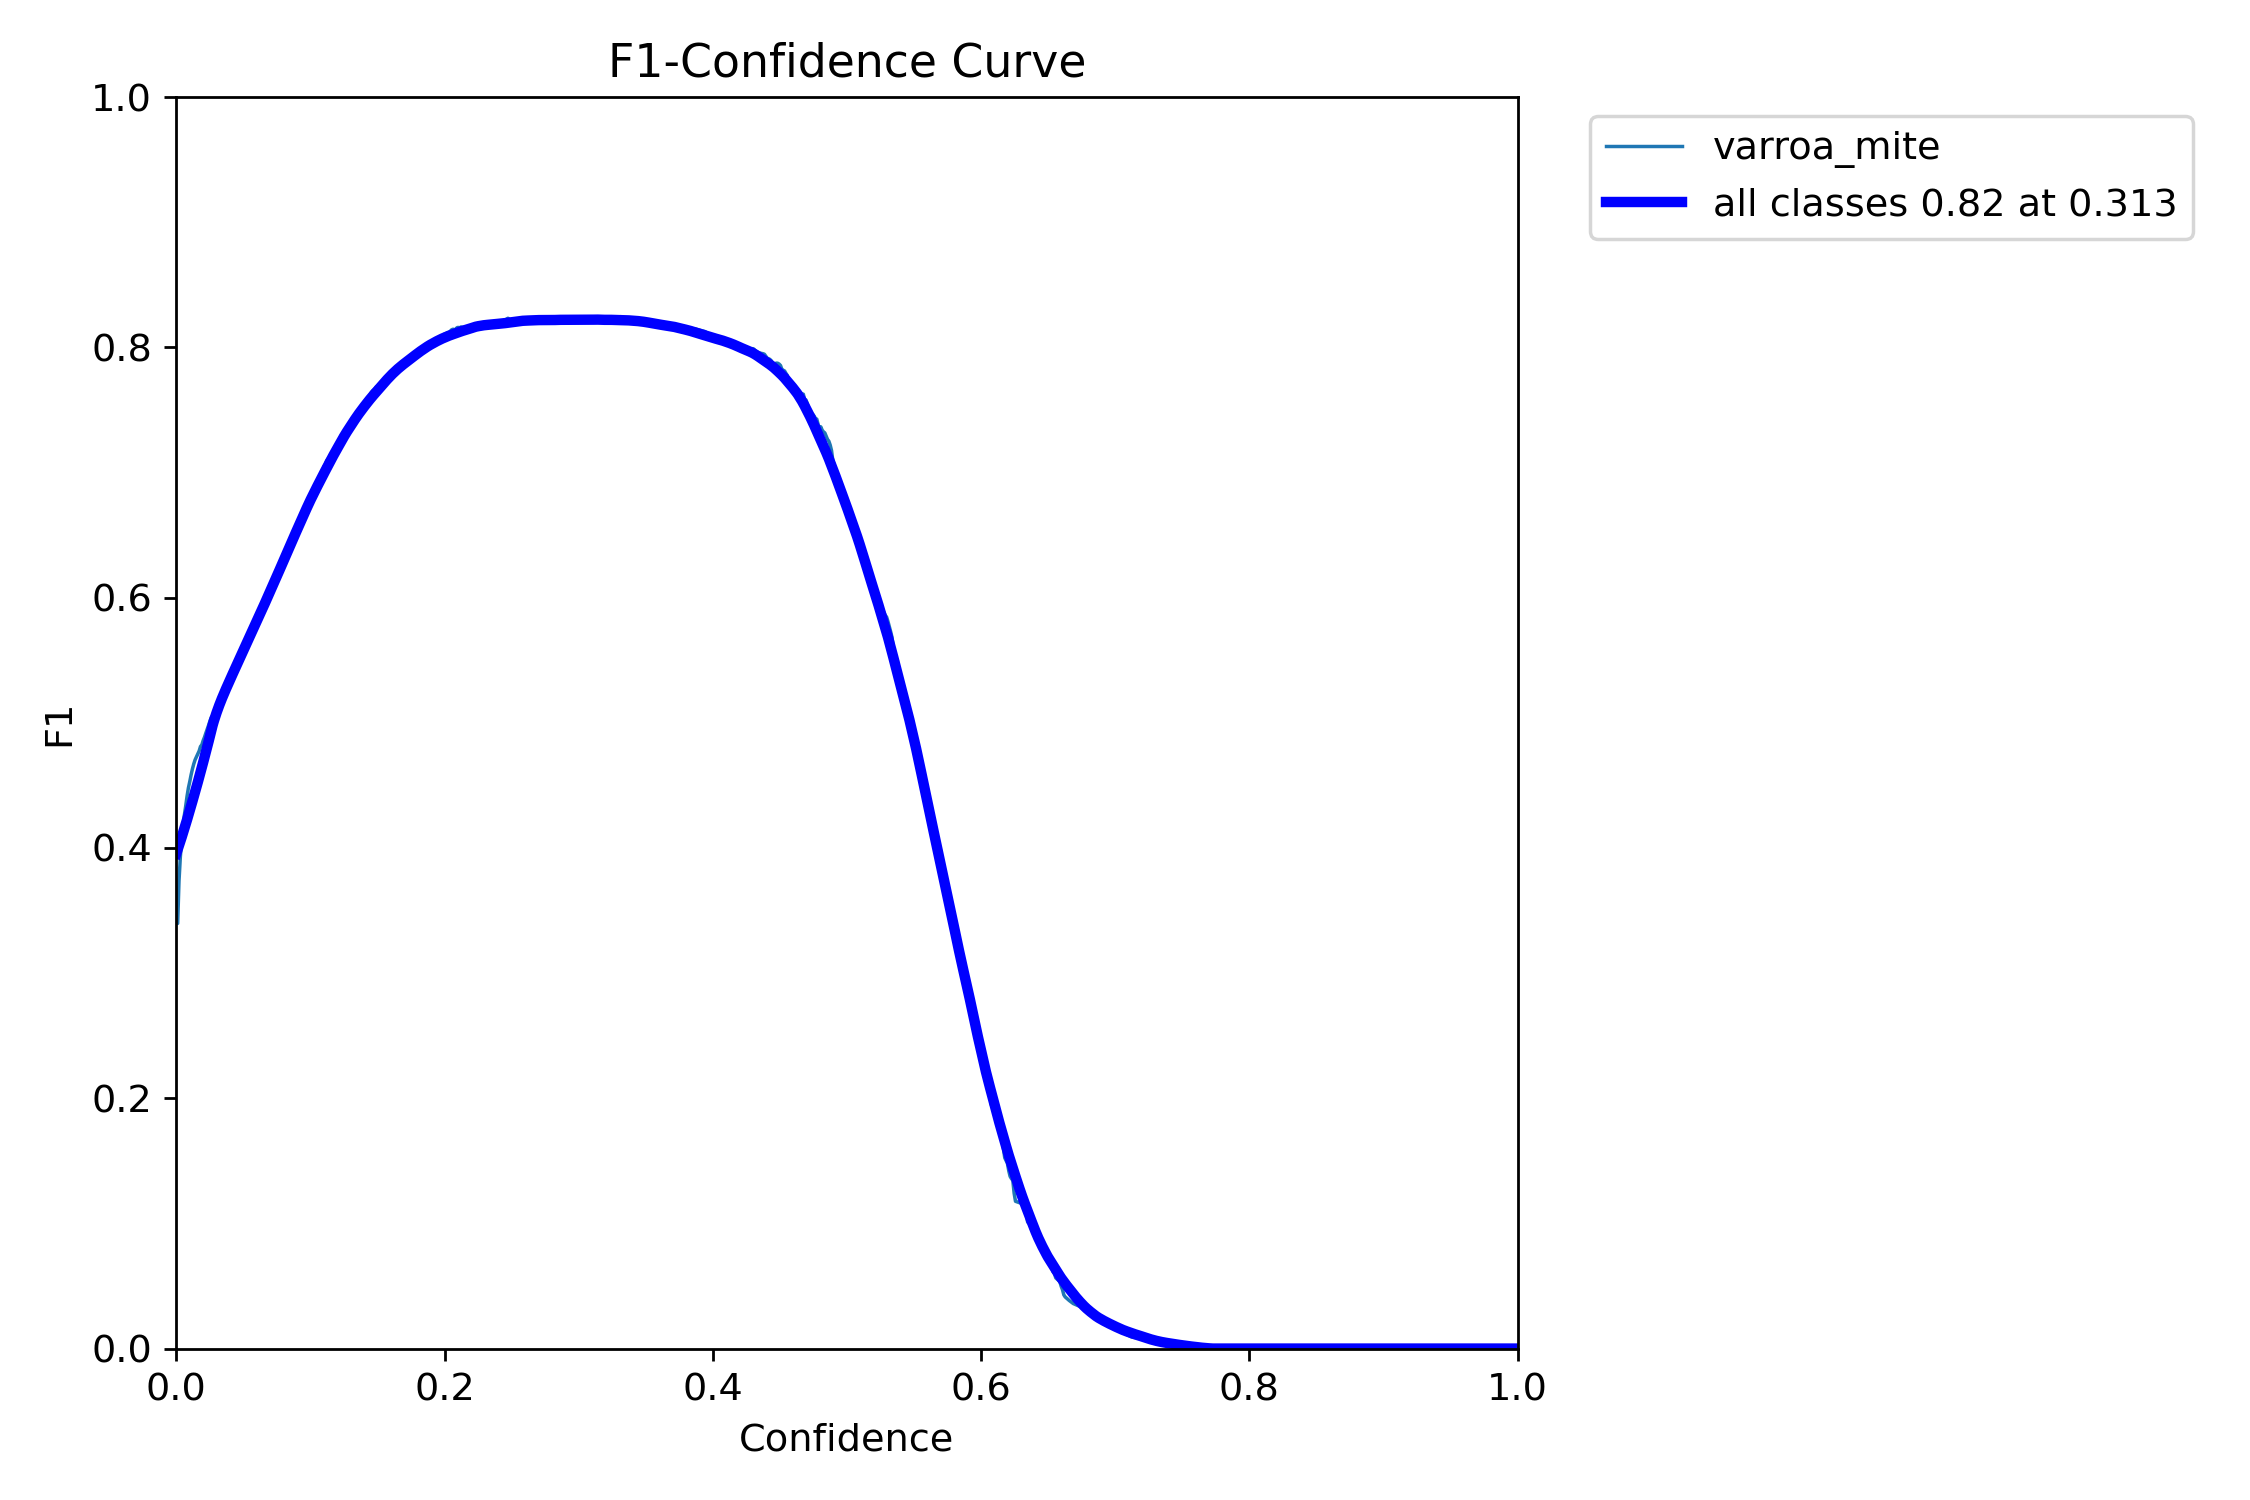 F1-Confidence Curve
1.0
0.8
0.6
0.4
0.2
0.0
F1
0.0 0.2 0.4 0.6 0.8 1.0
Confidence
varroa_mite
all classes 0.82 at 0.313